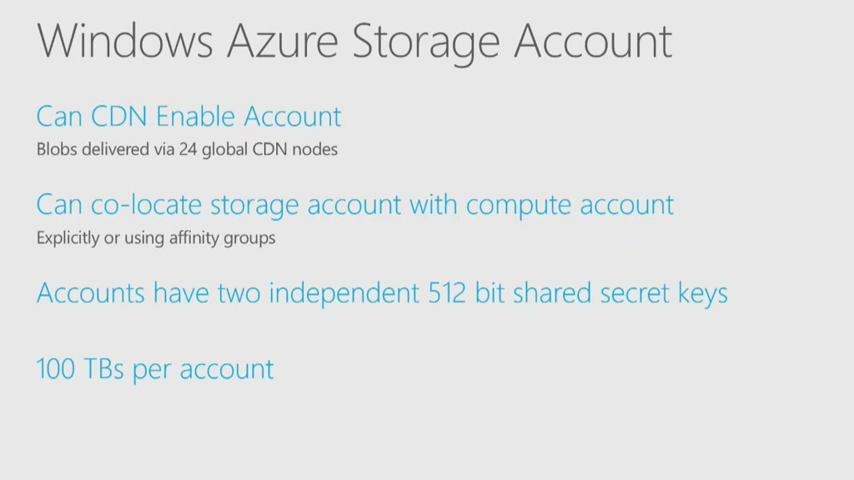 Windows Azure Storage Account
Can CDN Enable Account
Blobs delivered via 24 global CDN nodes
Can co-locate storage account with compute account
Explicitly or using affinity groups
Accounts have two independent 512 bit shared secret keys
100 TBs per account